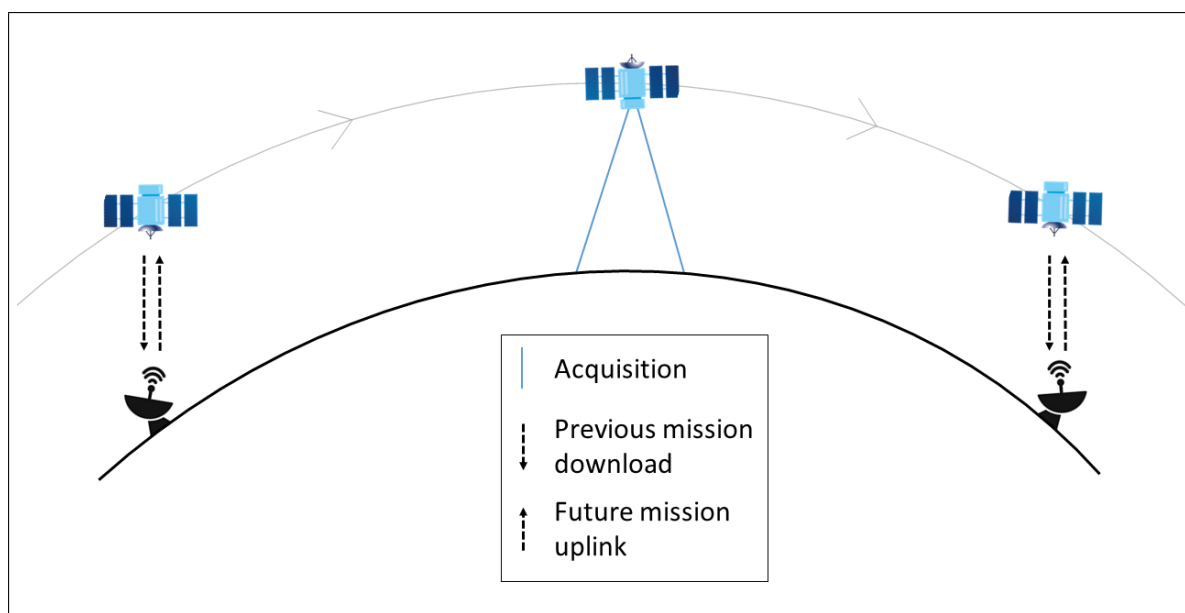 Acquisition
Previous mission
download
Future mission
uplink